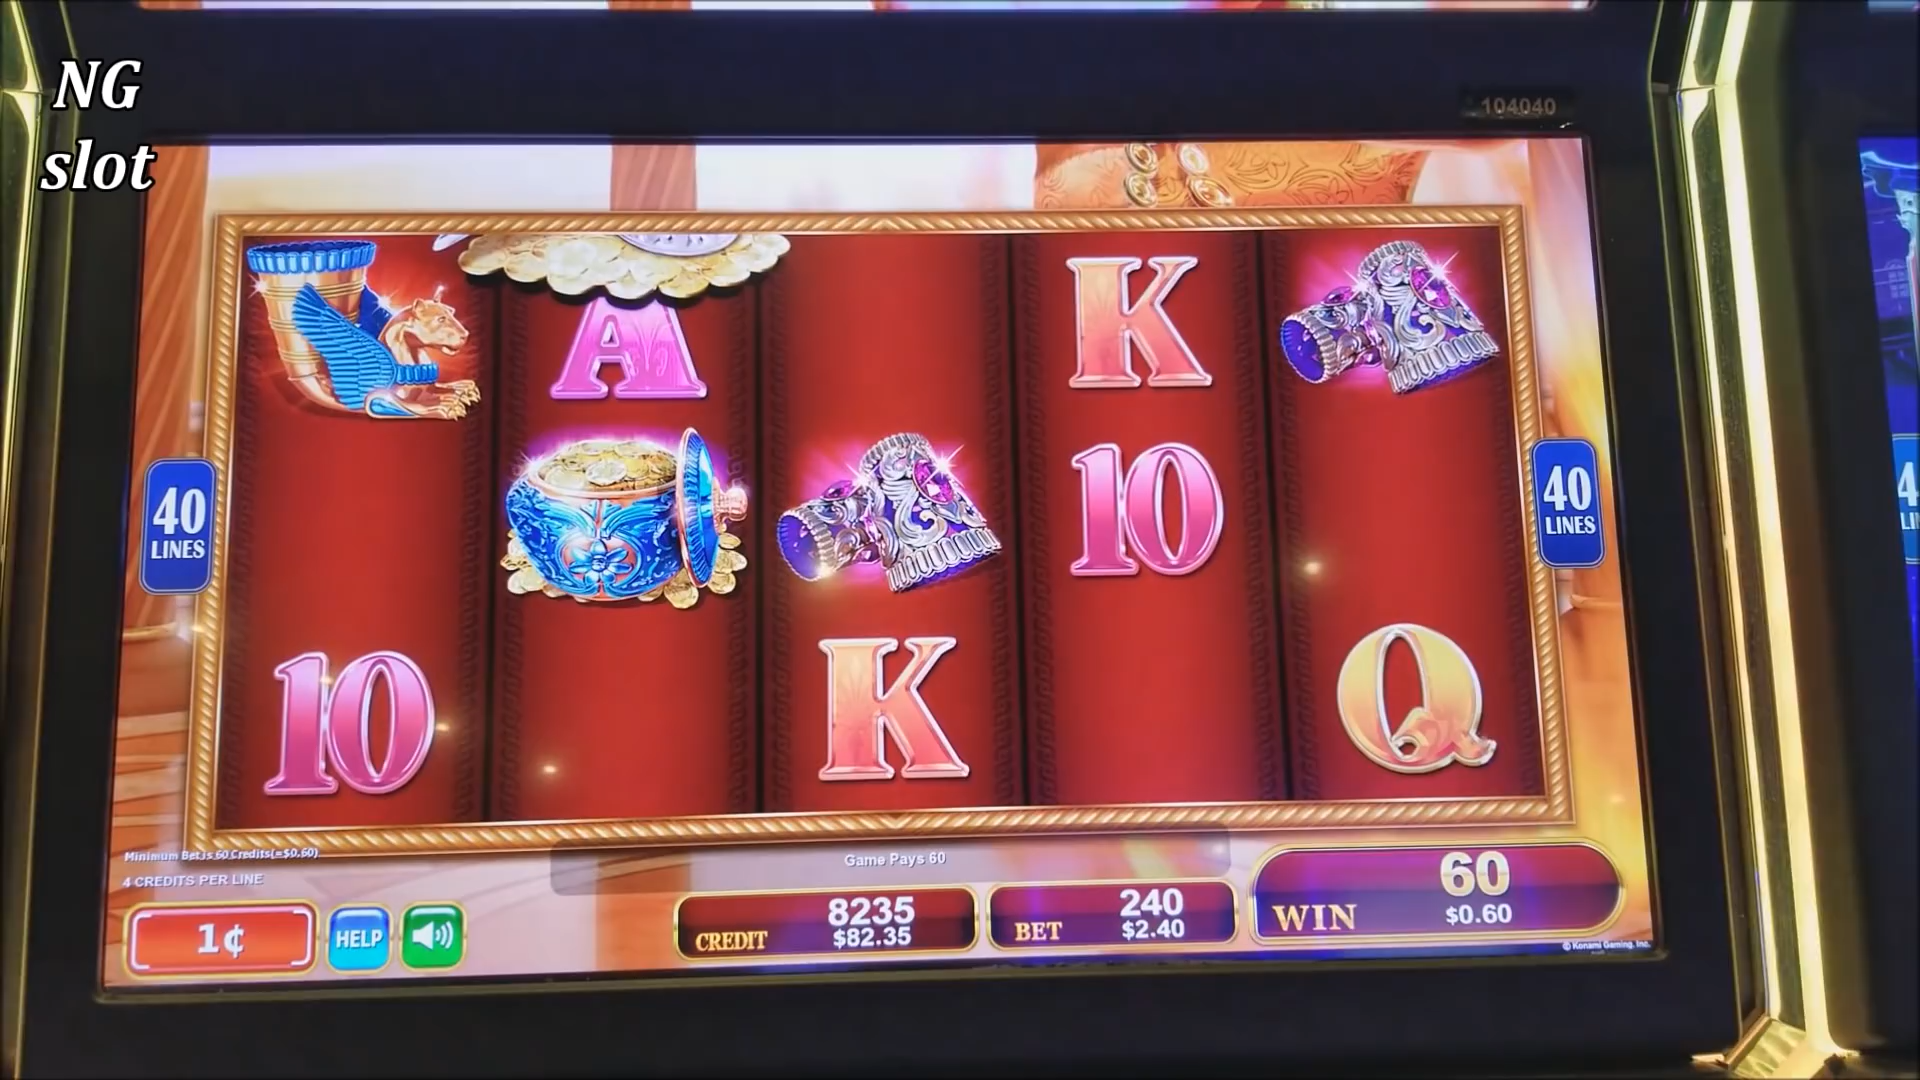 NG
slot
104040
A
K
10
40
LINES
40
LINES
10
K
Q
Minimum Bet is 60 Credits(=$0.60).
4 CREDITS PER LINE
Game Pays 60
1¢
HELP
CREDIT
8235
$82.35
BET
240
$2.40
WIN
60
$0.60
© Konami Gaming, Inc.